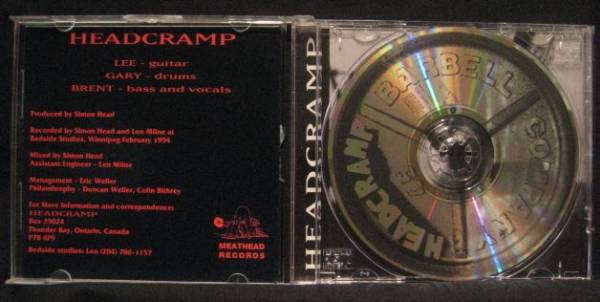 HEADCRAMP
LEE - guitar
GARY - drums
BRENT - bass and vocals
Produced by Simon Head
Recorded by Simon Head and Len Milne at
Bedside Studios, Winnipeg February 1994
Mixed by Simon Head
Assistant Engineer - Len Milne
Management - Eric Weller
Philanthrophy - Duncan Weller, Colin Blthrey
For More Information and correspondence:
HEADCRAMP
Box 29024
Thunder Bay, Ontario, Canada
P7B 6P9
Bedside studios: Len (204) 786-1157
MEATHEAD
RECORDS
HEADCRAMP
BARBELL
HEADCRAMP